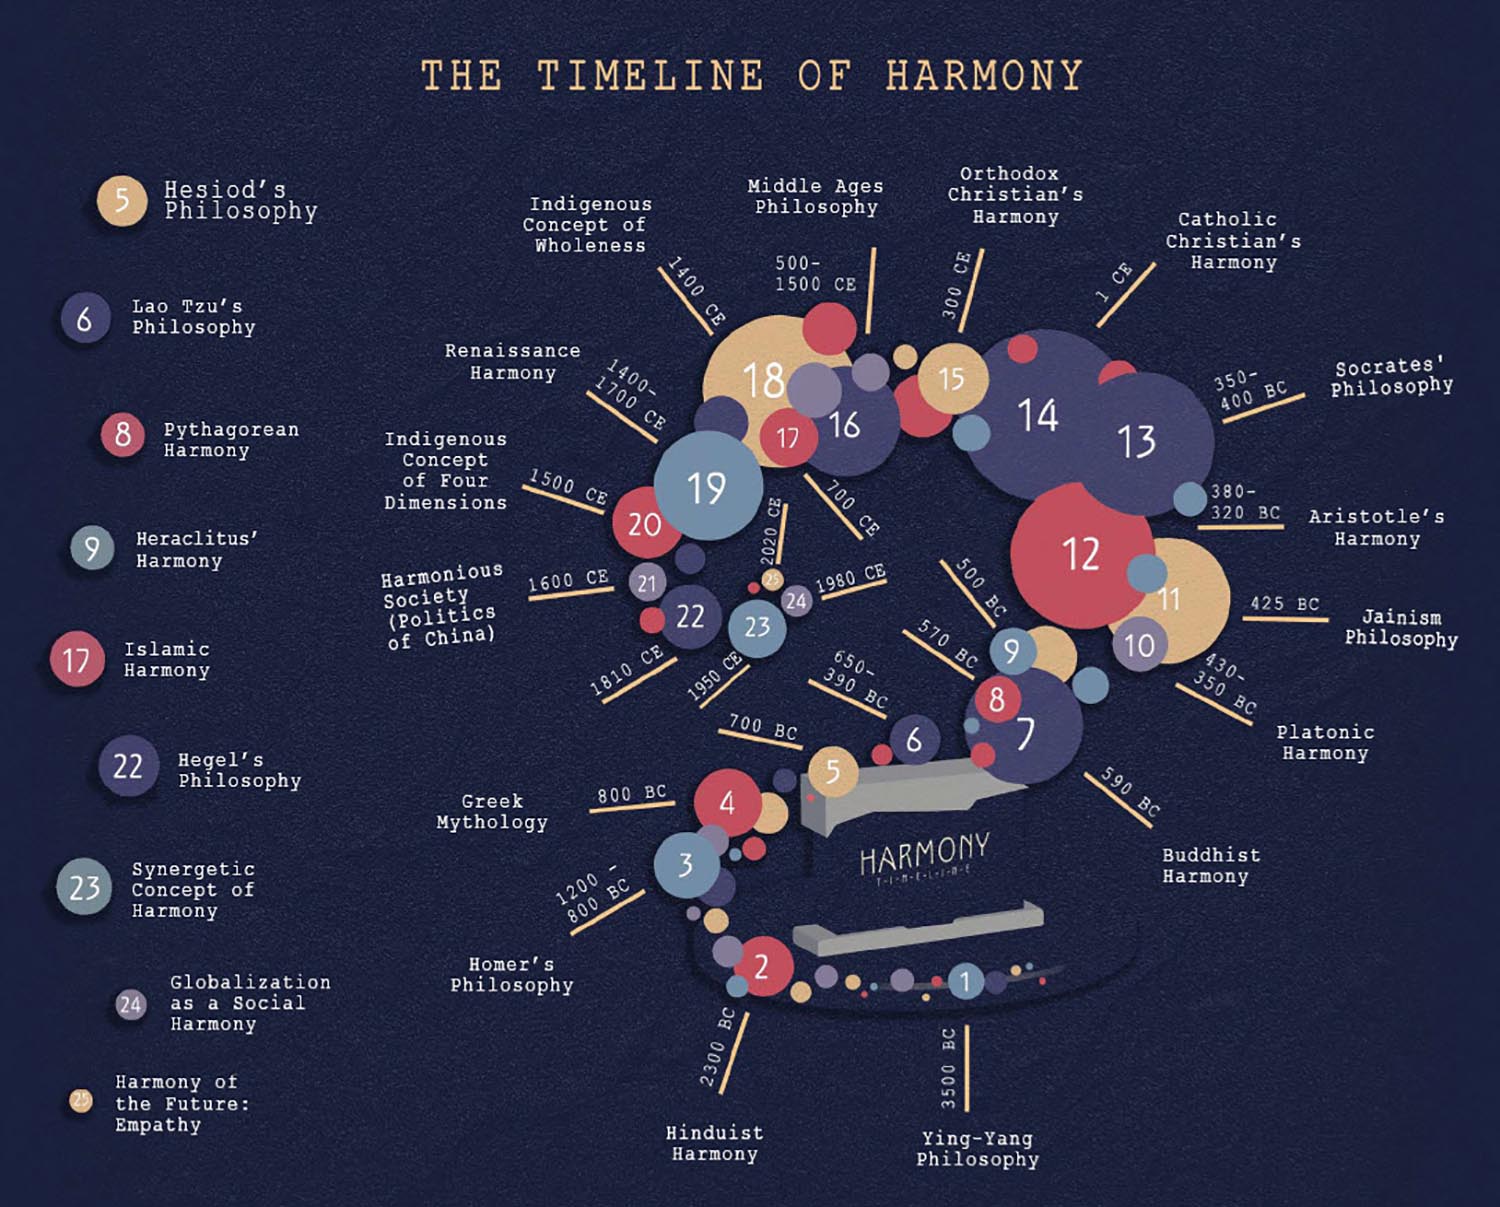 THE TIMELINE OF HARMONY
5
Hesiod's
Philosophy
6
Lao Tzu's
Philosophy
8
Pythagorean
Harmony
9
Heraclitus'
Harmony
17
Islamic
Harmony
22
Hegel's
Philosophy
23
Synergetic
Concept of
Harmony
24
Globalization
as a Social
Harmony
25
Harmony of
the Future:
Empathy
Indigenous
Concept of
Wholeness
1400 CE
Middle Ages
Philosophy
500-
1500 CE
Orthodox
Christian's
Harmony
300 CE
Catholic
Christian's
Harmony
1 CE
Renaissance
Harmony
1400-
1700 CE
Socrates'
Philosophy
350-
400 BC
Indigenous
Concept
of Four
Dimensions
1500 CE
380-
320 BC
Aristotle's
Harmony
Harmonious
Society
(Politics
of China)
1600 CE
425 BC
Jainism
Philosophy
430-
350 BC
Platonic
Harmony
590 BC
Buddhist
Harmony
18
17
16
15
14
13
19
20
21
22
23
24
25
12
11
10
9
8
7
6
5
4
3
2
1
700 CE
2020 CE
1980 CE
1810 CE
1950 CE
500 BC
570 BC
650-
390 BC
700 BC
Greek
Mythology
800 BC
1200 -
800 BC
Homer's
Philosophy
HARMONY
T-I-M-E-L-I-N-E
2300 BC
Hinduist
Harmony
3500 BC
Ying-Yang
Philosophy